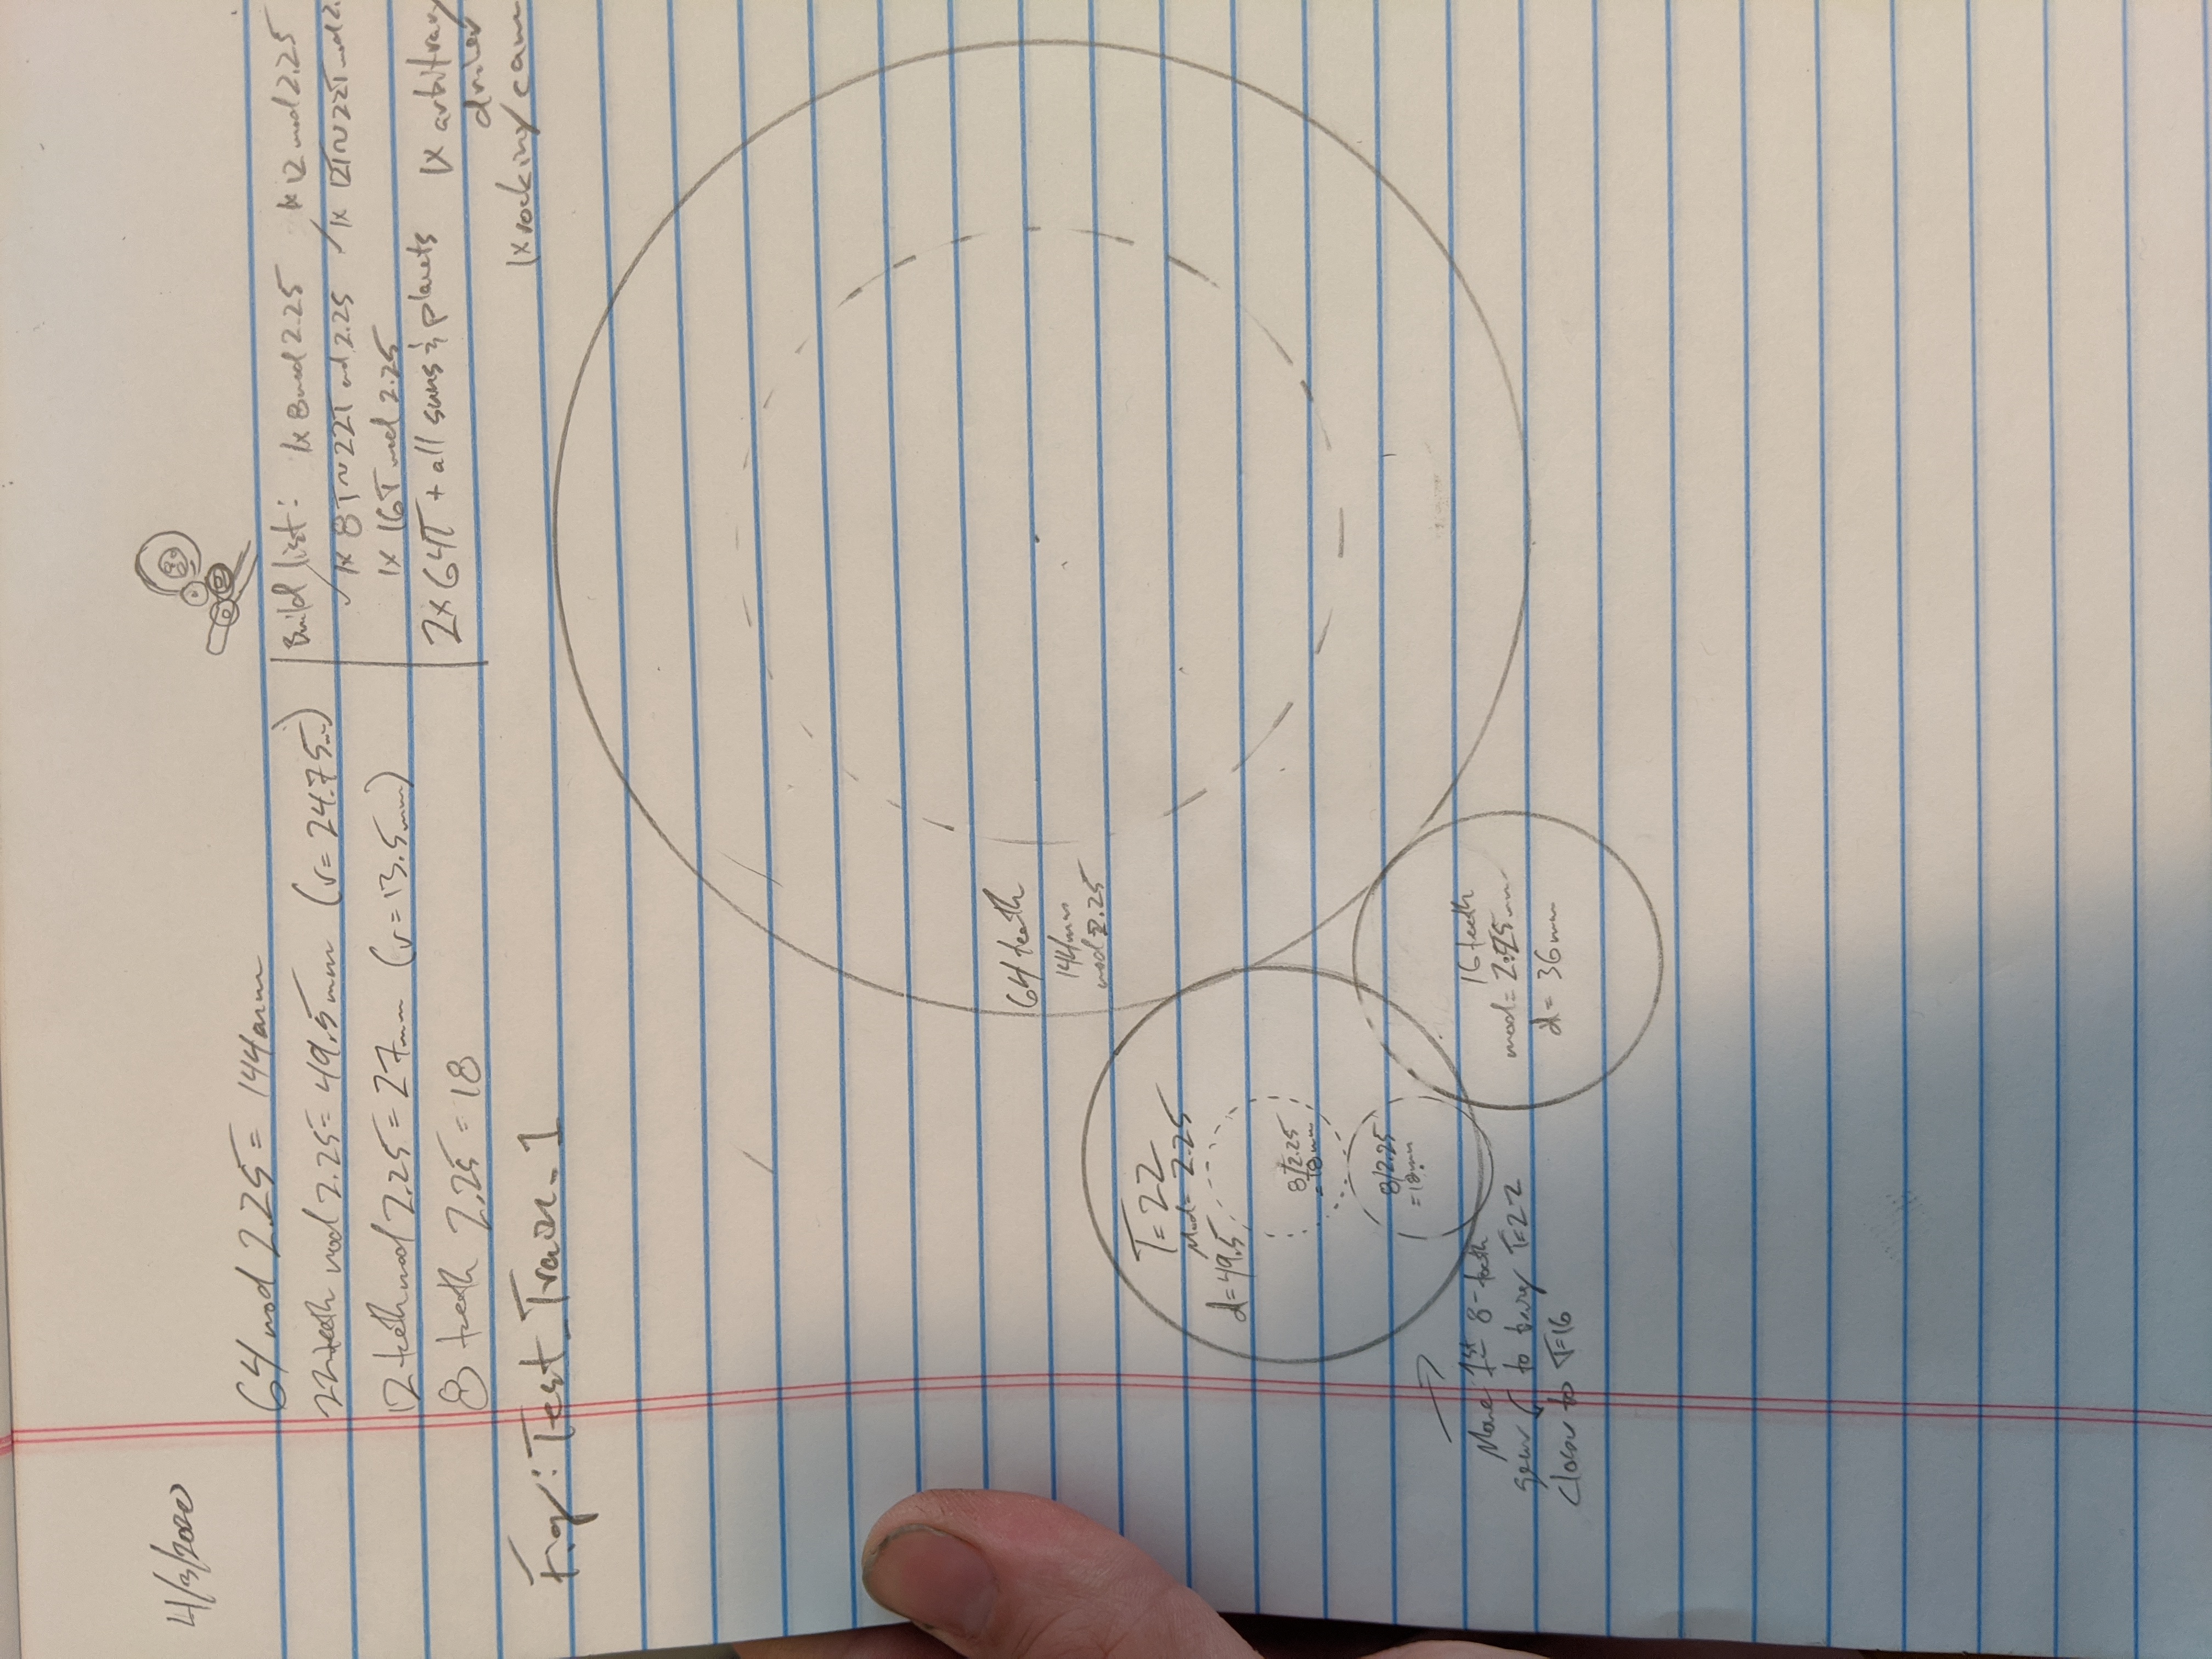 4/3/2020
64 mod 2.25 = 144mm
22 teeth mod 2.25 = 49.5mm (r = 24.75mm)
12 teeth mod 2.25 = 27mm (r = 13.5mm)
8 teeth 2.25 = 18
Build list: 1x 8 mod 2.25 1x 12 mod 2.25
✓ 1x 8T~22T mod 2.25 ✓ 1x 12T~22T mod 2.
1x 16T mod 2.25
2x 64T + all suns & planets 1x arbitrary
driver
1x rocking cam
Fig: Test_Train_1
64 teeth
144mm
mod 2.25
T=22
Mod= 2.25
d=49.5
8/2.25
=18mm
8/2.25
=18mm
Move 1st 8-tooth
gear to bring T=22
closer to T=16
16 teeth
mod= 2.25mm
d= 36mm